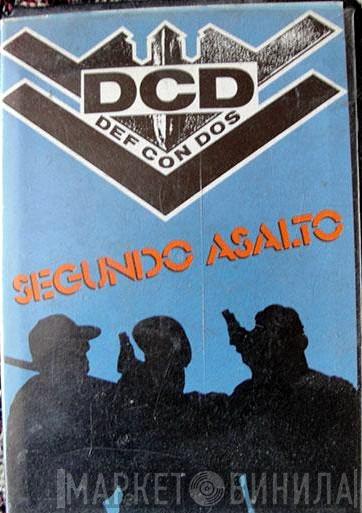 DCD
DEF CON DOS
SEGUNDO ASALTO
МАРКЕТ ВИНИЛА